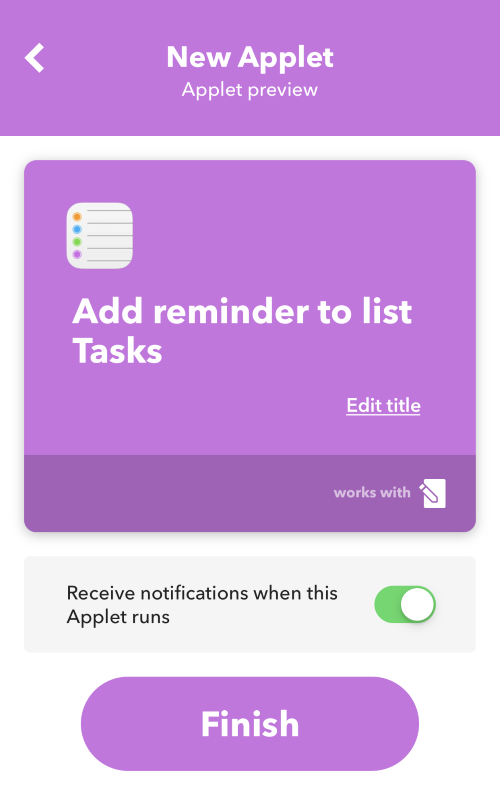 New Applet
Applet preview
Add reminder to list
Tasks
Edit title
works with
Receive notifications when this
Applet runs
Finish